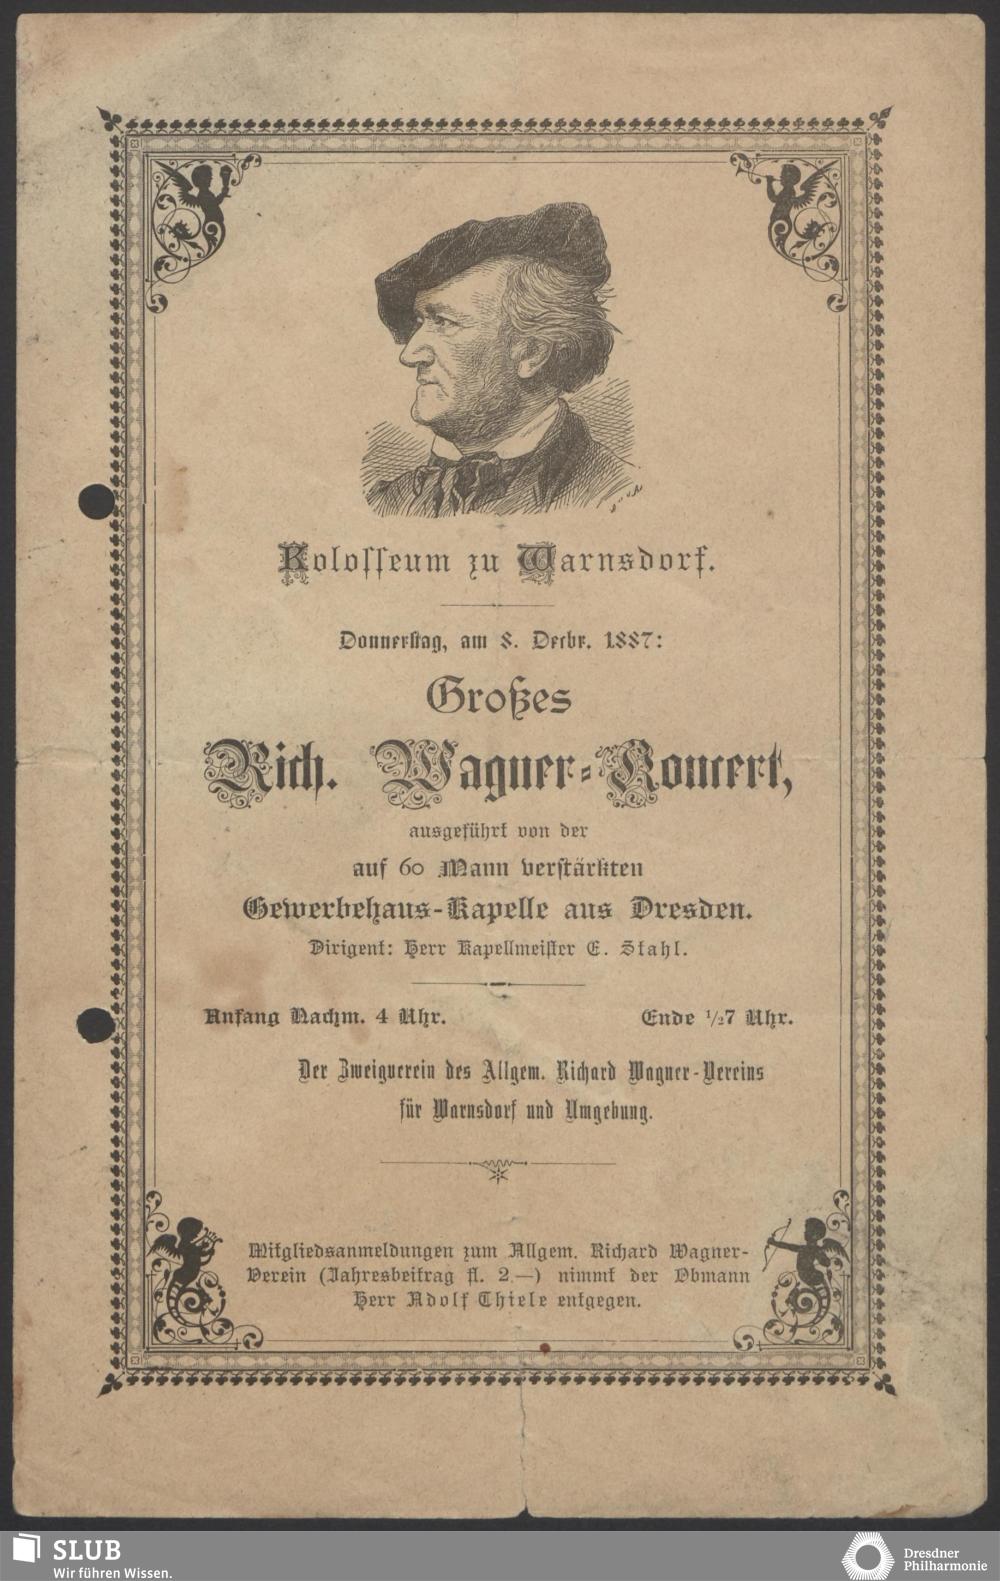 Kolosseum zu Warnsdorf.
Donnerstag, am 8. Decbr. 1887:
Großes
Rich. Wagner-Koncert,
ausgeführt von der
auf 60 Mann verstärkten
Gewerbehaus-Kapelle aus Dresden.
Dirigent: Herr Kapellmeister E. Stahl.
Anfang Nachm. 4 Uhr. Ende ½7 Uhr.
Der Zweigverein des Allgem. Richard Wagner-Vereins
für Warnsdorf und Umgebung.
Mitgliedsanmeldungen zum Allgem. Richard Wagner-
Verein (Jahresbeitrag fl. 2.—) nimmt der Obmann
Herr Adolf Thiele entgegen.
SLUB
Wir führen Wissen.
Dresdner
Philharmonie